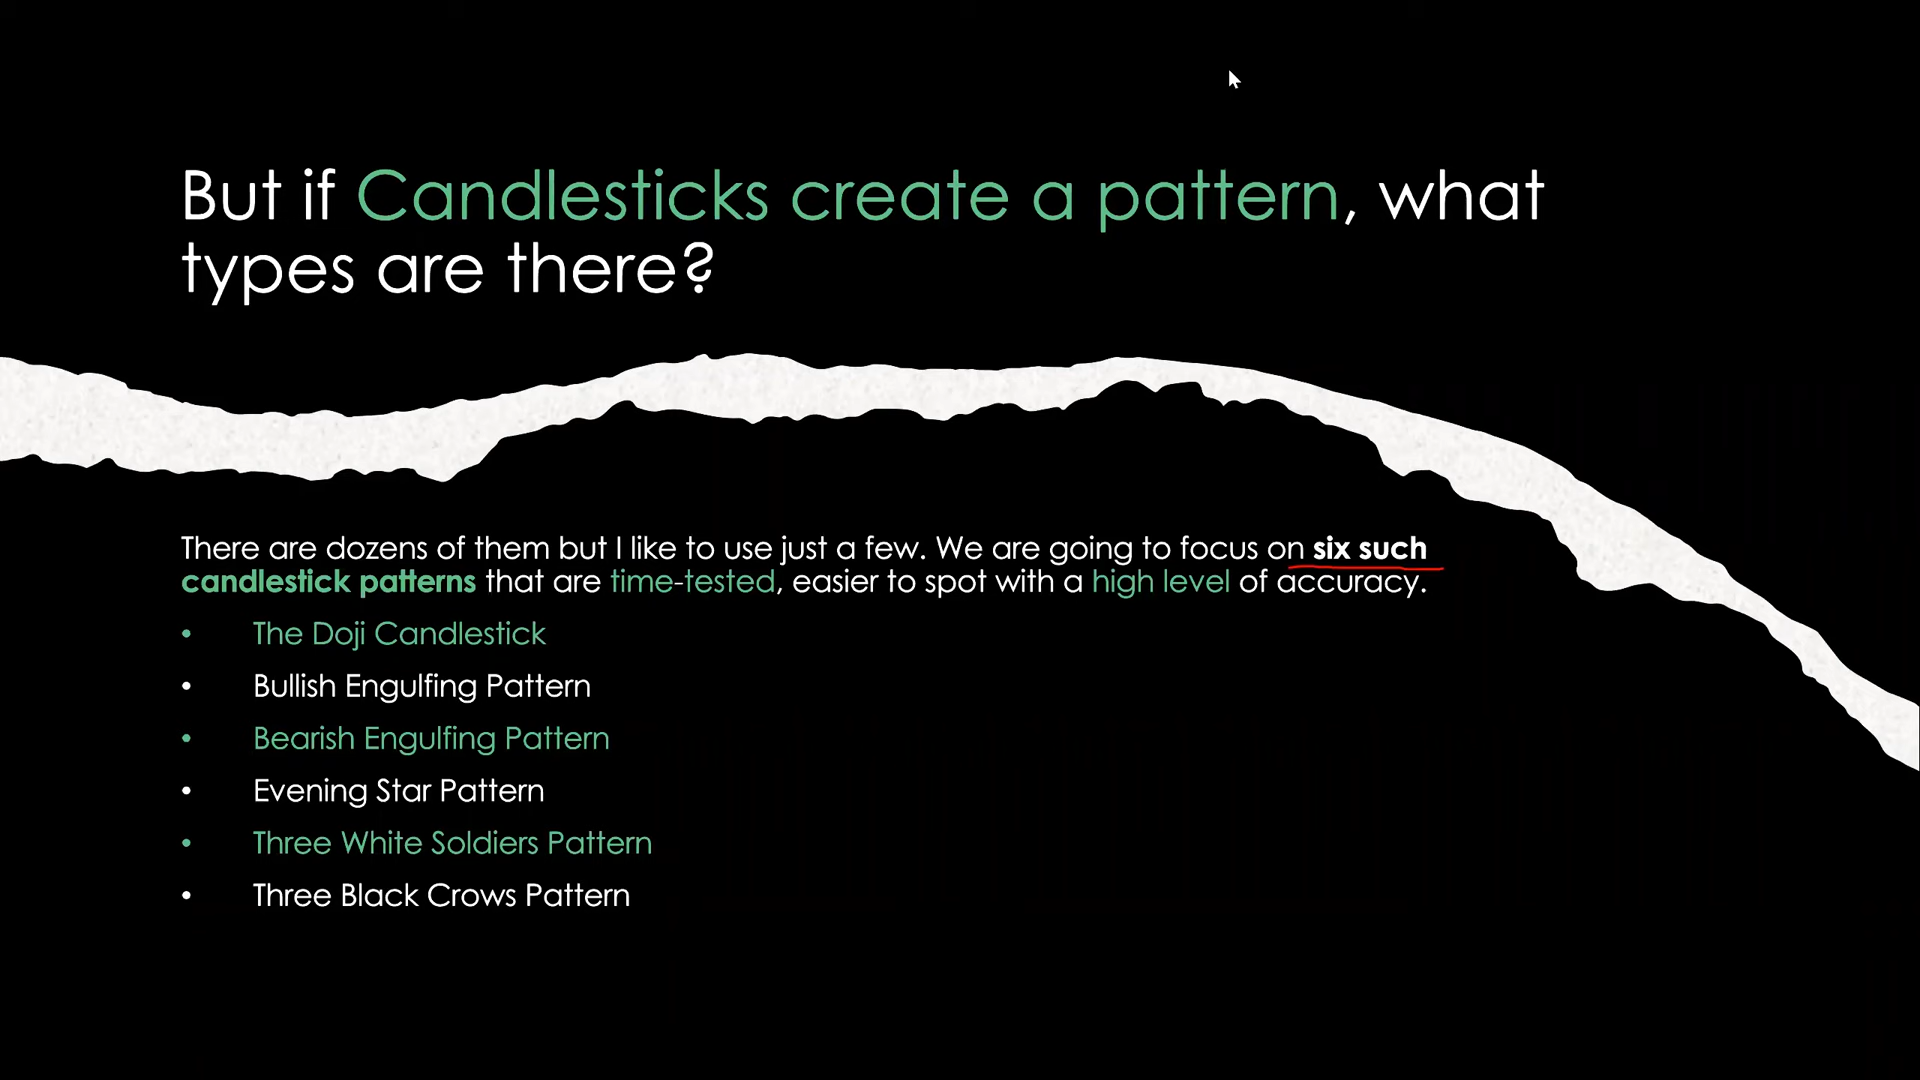 But if Candlesticks create a pattern, what
types are there?
There are dozens of them but I like to use just a few. We are going to focus on six such
candlestick patterns that are time-tested, easier to spot with a high level of accuracy.
• The Doji Candlestick
• Bullish Engulfing Pattern
• Bearish Engulfing Pattern
• Evening Star Pattern
• Three White Soldiers Pattern
• Three Black Crows Pattern